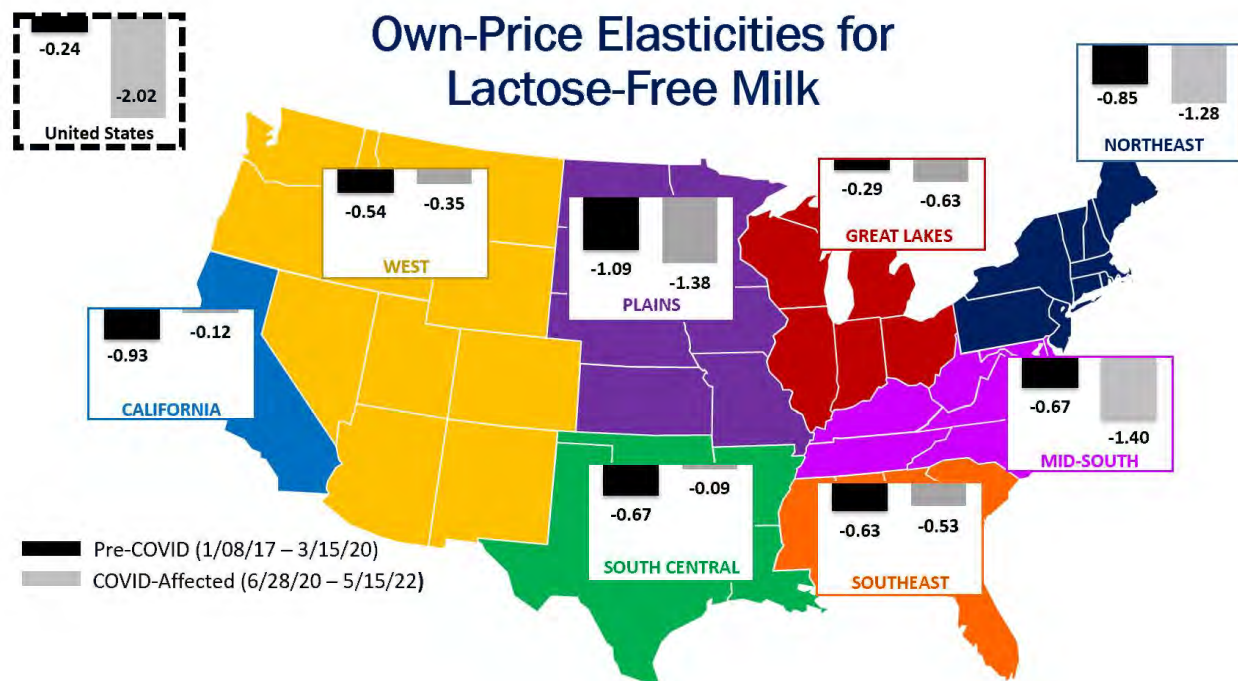 Own-Price Elasticities for
Lactose-Free Milk
-0.24
-2.02
United States
-0.85
-1.28
NORTHEAST
-0.54
-0.35
WEST
-1.09
-1.38
PLAINS
-0.29
-0.63
GREAT LAKES
-0.93
-0.12
CALIFORNIA
-0.67
-1.40
MID-SOUTH
-0.67
-0.09
SOUTH CENTRAL
-0.63
-0.53
SOUTHEAST
Pre-COVID (1/08/17 – 3/15/20)
COVID-Affected (6/28/20 – 5/15/22)